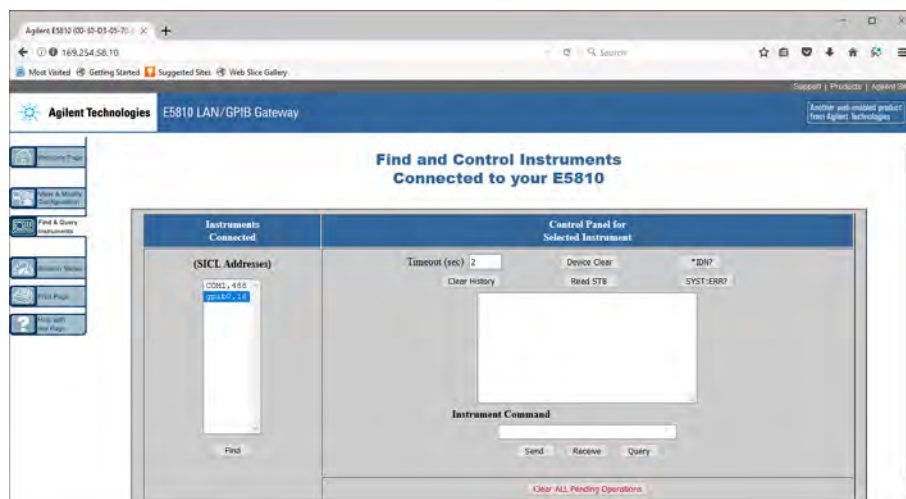 Agilent E5810 (00-30-D3-05-70
169.254.58.10
Search
Most Visited Getting Started Suggested Sites Web Slice Gallery
Support | Products | Agilent
Agilent Technologies E5810 LAN/GPIB Gateway
Another web-enabled product
from Agilent Technologies
Welcome Page
View & Modify
Configuration
Find & Query
Instruments
Print Page
Help with
this Page
Find and Control Instruments
Connected to your E5810
Instruments
Connected
Control Panel for
Selected Instrument
(SICL Addresses)
Timeout (sec) 2 Device Clear *IDN?
COM1,488
Clear History Read STB SYST:ERR?
Instrument Command
Find
Send Receive Query
Clear ALL Pending Operations